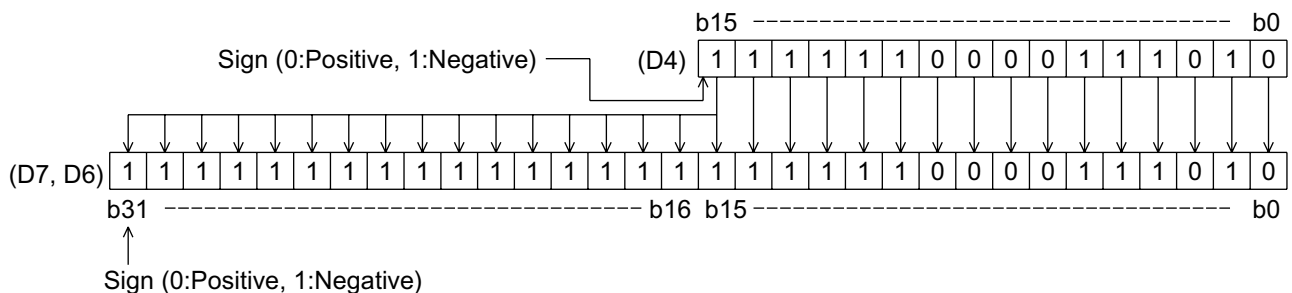 b15 b0
Sign (0:Positive, 1:Negative) (D4) 1 1 1 1 1 1 0 0 0 0 1 1 1 0 1 0
(D7, D6) 1 1 1 1 1 1 1 1 1 1 1 1 1 1 1 1 1 1 1 1 1 1 0 0 0 0 1 1 1 0 1 0
b31 b16 b15 b0
Sign (0:Positive, 1:Negative)